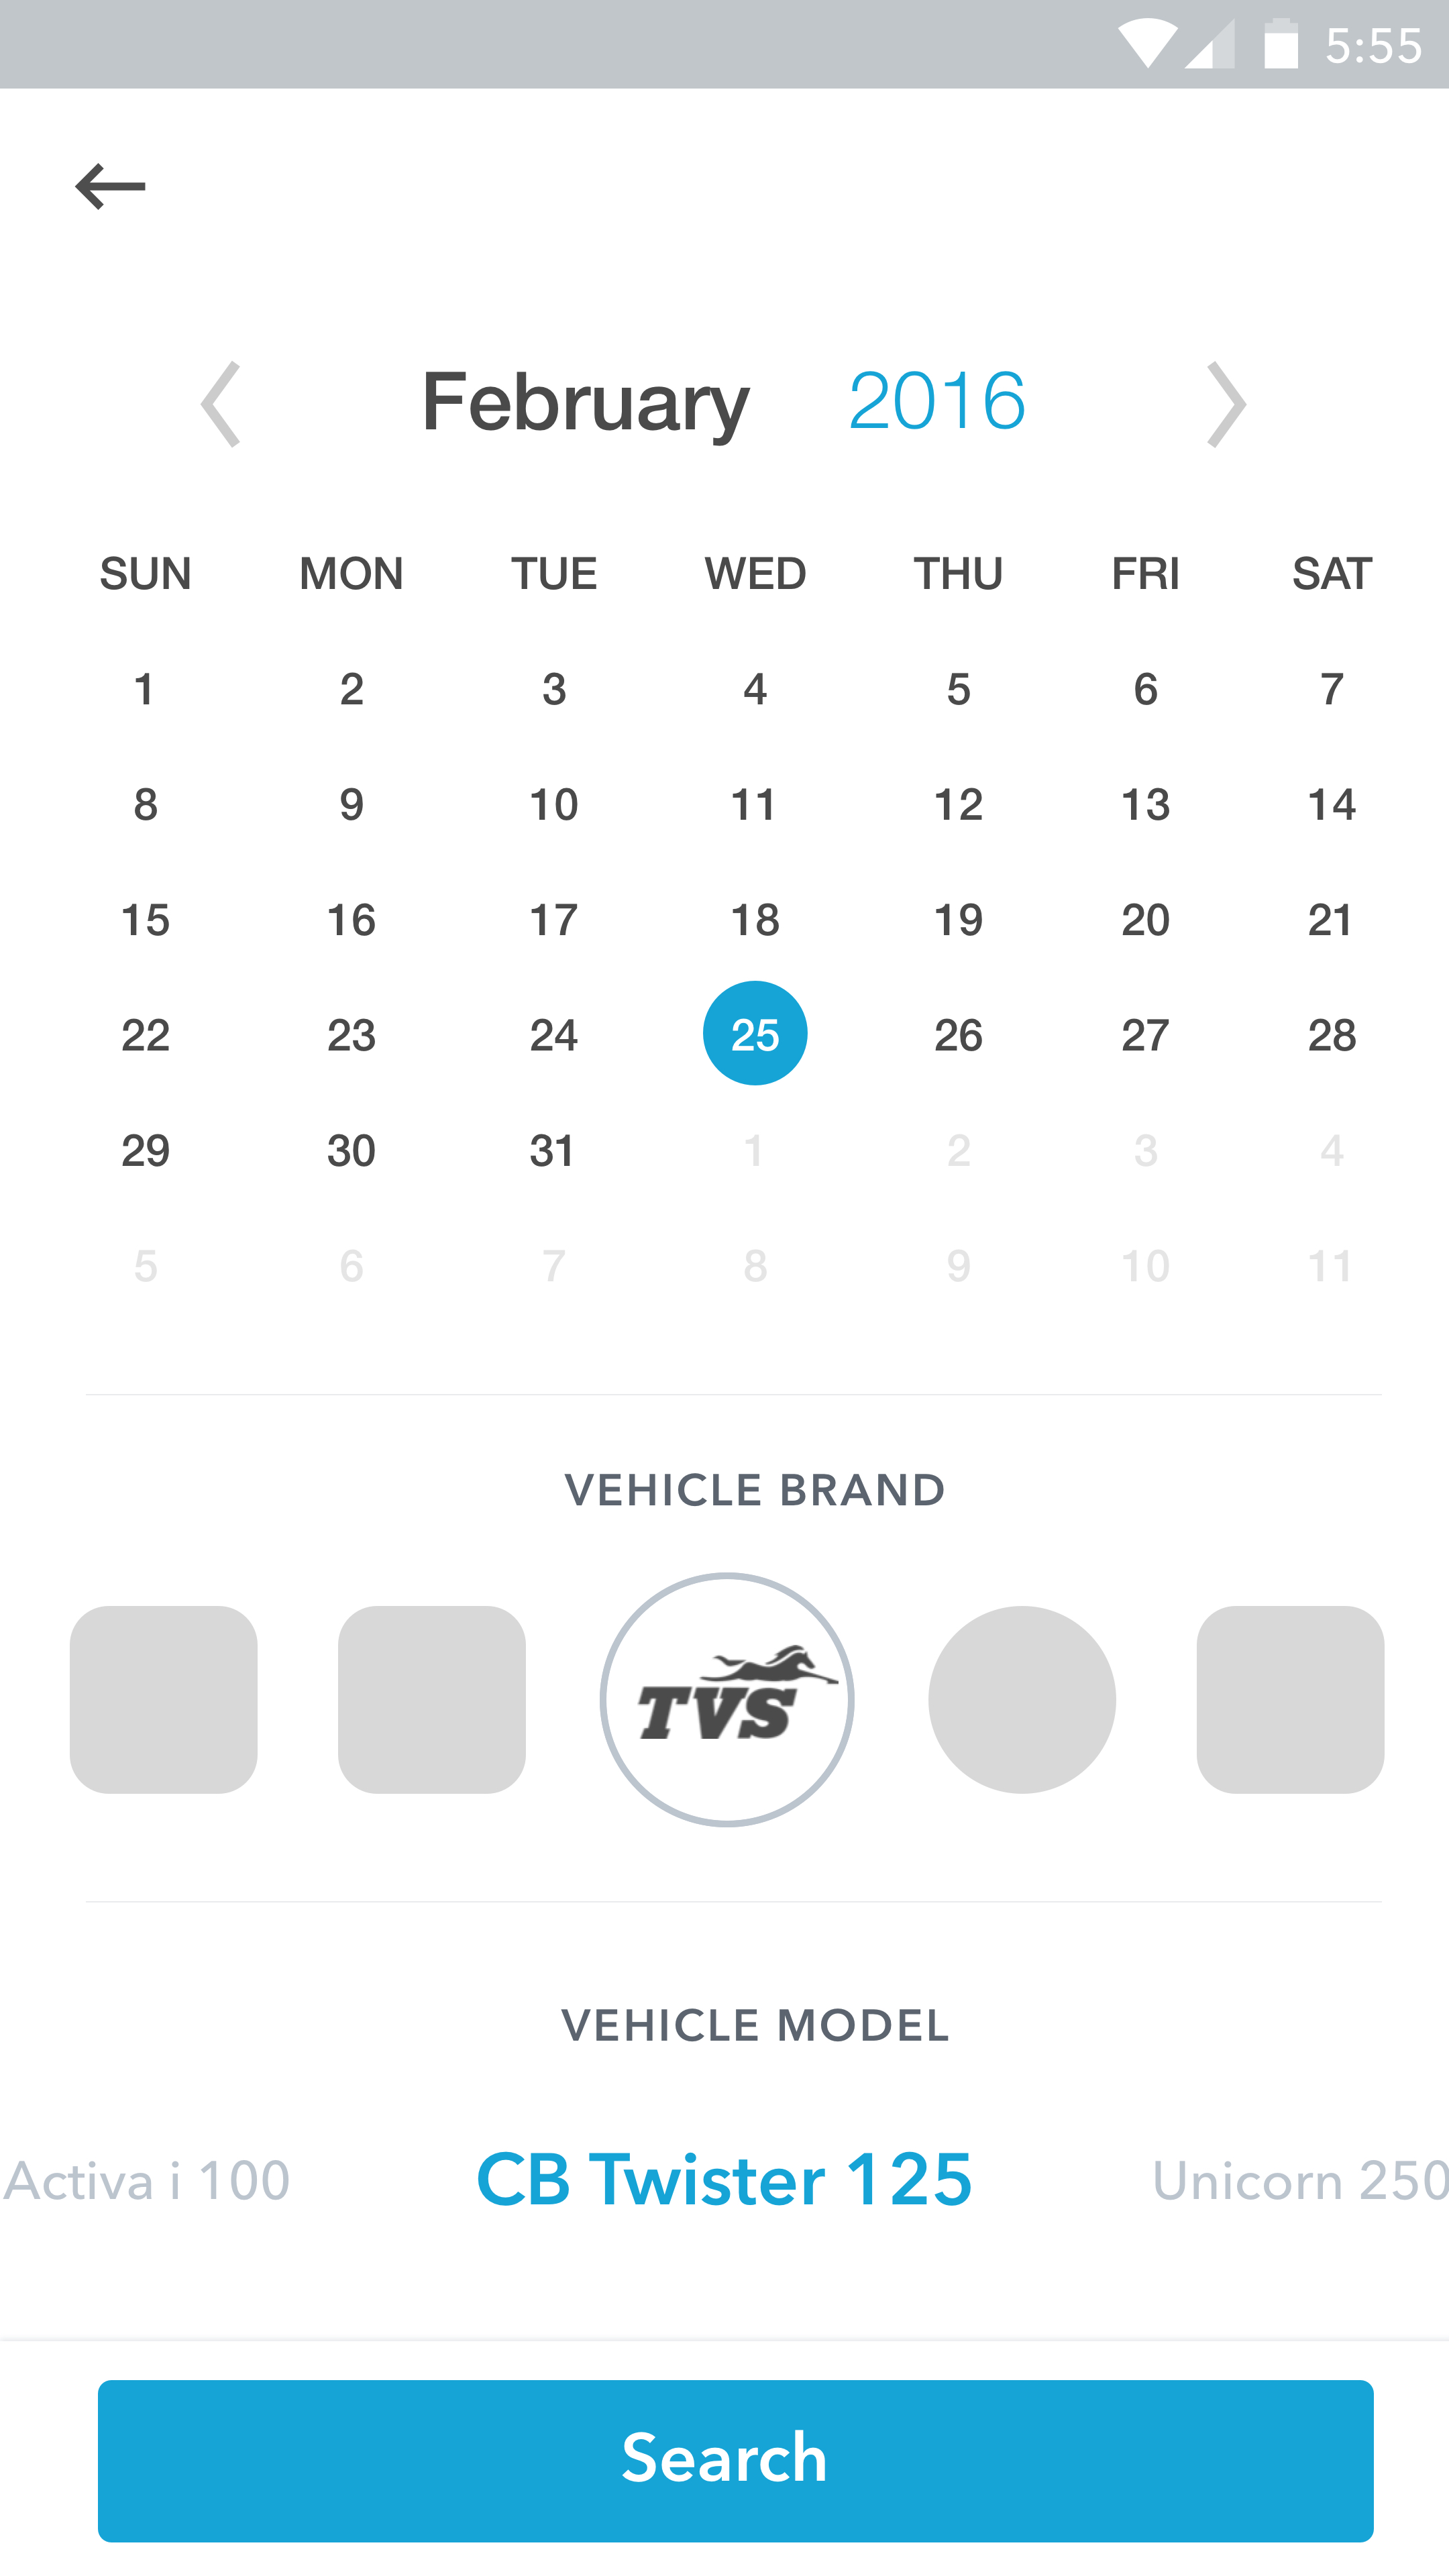 5:55
February 2016
SUN MON TUE WED THU FRI SAT
1 2 3 4 5 6 7
8 9 10 11 12 13 14
15 16 17 18 19 20 21
22 23 24 25 26 27 28
29 30 31 1 2 3 4
5 6 7 8 9 10 11
VEHICLE BRAND
TVS
VEHICLE MODEL
Activa i 100 CB Twister 125 Unicorn 250
Search